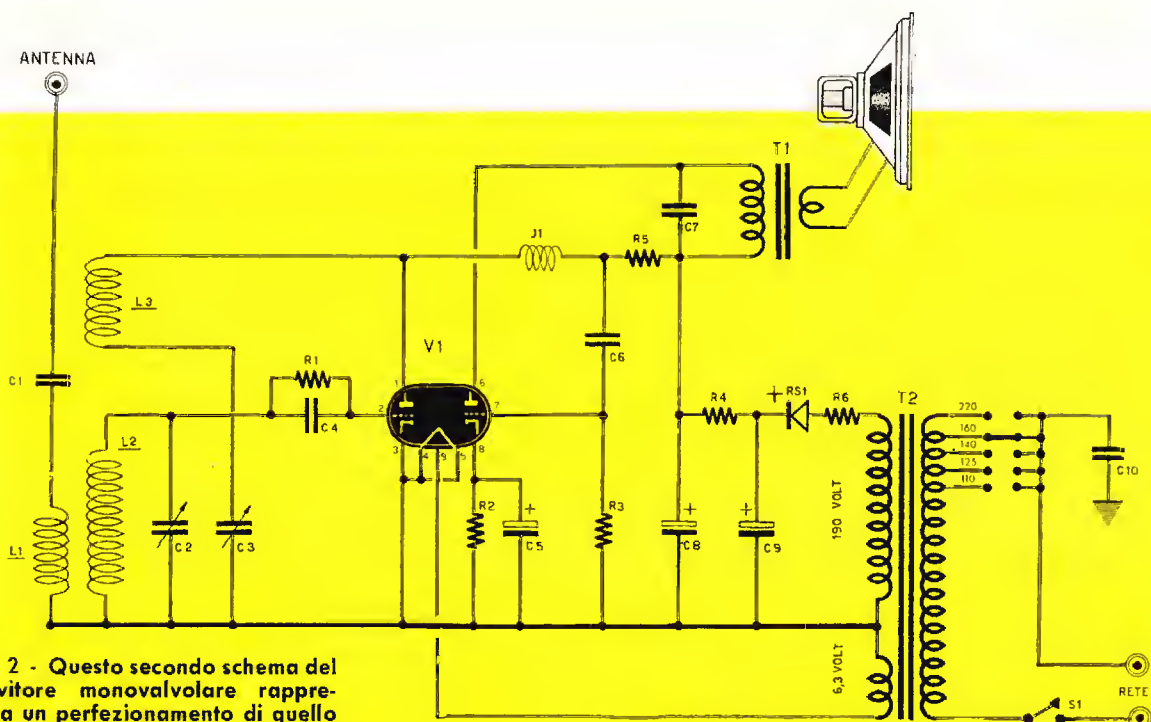 ANTENNA
T1
C7
J1
R5
L3
V1
C6
C1
R1
1
6
2
7
C4
3
4
9
5
8
L2
R4
+
RS1
R6
T2
220
160
140
125
110
C10
L1
C2
C3
R2
C5
+
R3
+
C8
+
C9
190 VOLT
6,3 VOLT
RETE
S1
2 - Questo secondo schema del
vitore monovalvolare rappre-
a un perfezionamento di quello